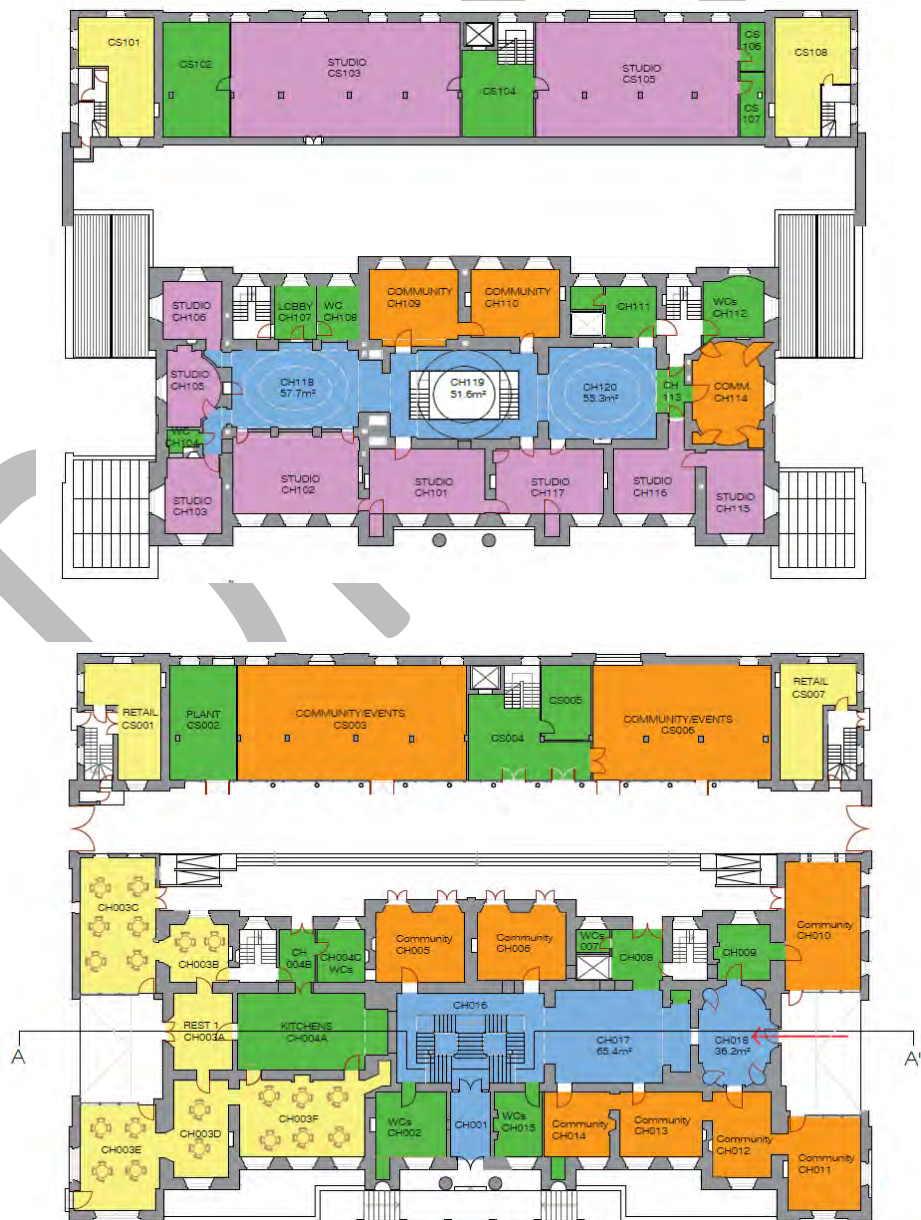 CS101
CS102
STUDIO
CS103
CS104
STUDIO
CS105
CS
106
CS
107
CS108
STUDIO
CH106
LOBBY
CH107
WC
CH108
COMMUNITY
CH109
COMMUNITY
CH110
CH111
WCs
CH112
STUDIO
CH105
CH118
57.7m²
CH119
51.6m²
CH120
55.3m²
CH
113
COMM.
CH114
WC
CH104
STUDIO
CH103
STUDIO
CH102
STUDIO
CH101
STUDIO
CH117
STUDIO
CH116
STUDIO
CH115
RETAIL
CS001
PLANT
CS002
COMMUNITY/EVENTS
CS003
CS004
CS005
COMMUNITY/EVENTS
CS006
RETAIL
CS007
CH003C
CH003B
CH
004B
CH004C
WCs
Community
CH005
Community
CH006
WCs
007
CH008
CH009
Community
CH010
REST 1
CH003A
KITCHENS
CH004A
CH016
CH017
65.4m²
CH018
36.2m²
A
A'
CH003E
CH003D
CH003F
WCs
CH002
CH001
WCs
CH015
Community
CH014
Community
CH013
Community
CH012
Community
CH011